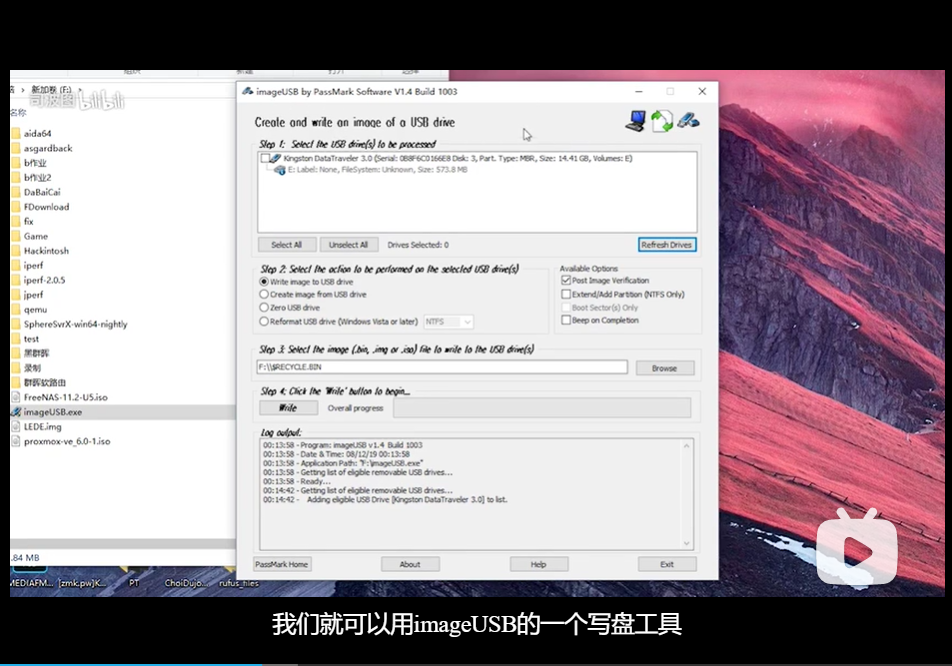 新加卷 (F:)
司波图 bilibili
名称
imageUSB by PassMark Software V1.4 Build 1003
Create and write an image of a USB drive
Step 1: Select the USB drive(s) to be processed
aida64
asgardback
b作业
b作业2
DaBaiCai
FDownload
fix
Game
Hackintosh
iperf
iperf-2.0.5
jperf
qemu
SphereSvrX-win64-nightly
test
黑群晖
录制
群晖软路由
FreeNAS-11.2-U5.iso
imageUSB.exe
LEDE.img
proxmox-ve_6.0-1.iso
Kingston DataTraveler 3.0 (Serial: 0B8F6C0166E8 Disk: 3, Part. Type: MBR, Size: 14.41 GB, Volumes: E)
E: Label: None, FileSystem: Unknown, Size: 573.8 MB
Select All
Unselect All
Drives Selected: 0
Refresh Drives
Step 2: Select the action to be performed on the selected USB drive(s)
Write image to USB drive
Create image from USB drive
Zero USB drive
Reformat USB drive (Windows Vista or later)
NTFS
Available Options
Post Image Verification
Extend/Add Partition (NTFS Only)
Boot Sector(s) Only
Beep on Completion
Step 3: Select the image (.bin, .img or .iso) file to write to the USB drive(s)
F:\\$RECYCLE.BIN
Browse
Step 4: Click the 'Write' button to begin...
Write
Overall progress
Log output:
00:13:58 - Program: imageUSB v1.4 Build 1003
00:13:58 - Date & Time: 08/12/19 00:13:58
00:13:58 - Application Path: "F:\imageUSB.exe"
00:13:58 - Getting list of eligible removable USB drives...
00:13:58 - Ready...
00:14:42 - Getting list of eligible removable USB drives...
00:14:42 - Adding eligible USB Drive [Kingston DataTraveler 3.0] to list.
PassMark Home
About
Help
Exit
.84 MB
MEDIAFM...
[zmk.pw]K...
PT
ChoiDujo...
rufus_files
我们就可以用imageUSB的一个写盘工具